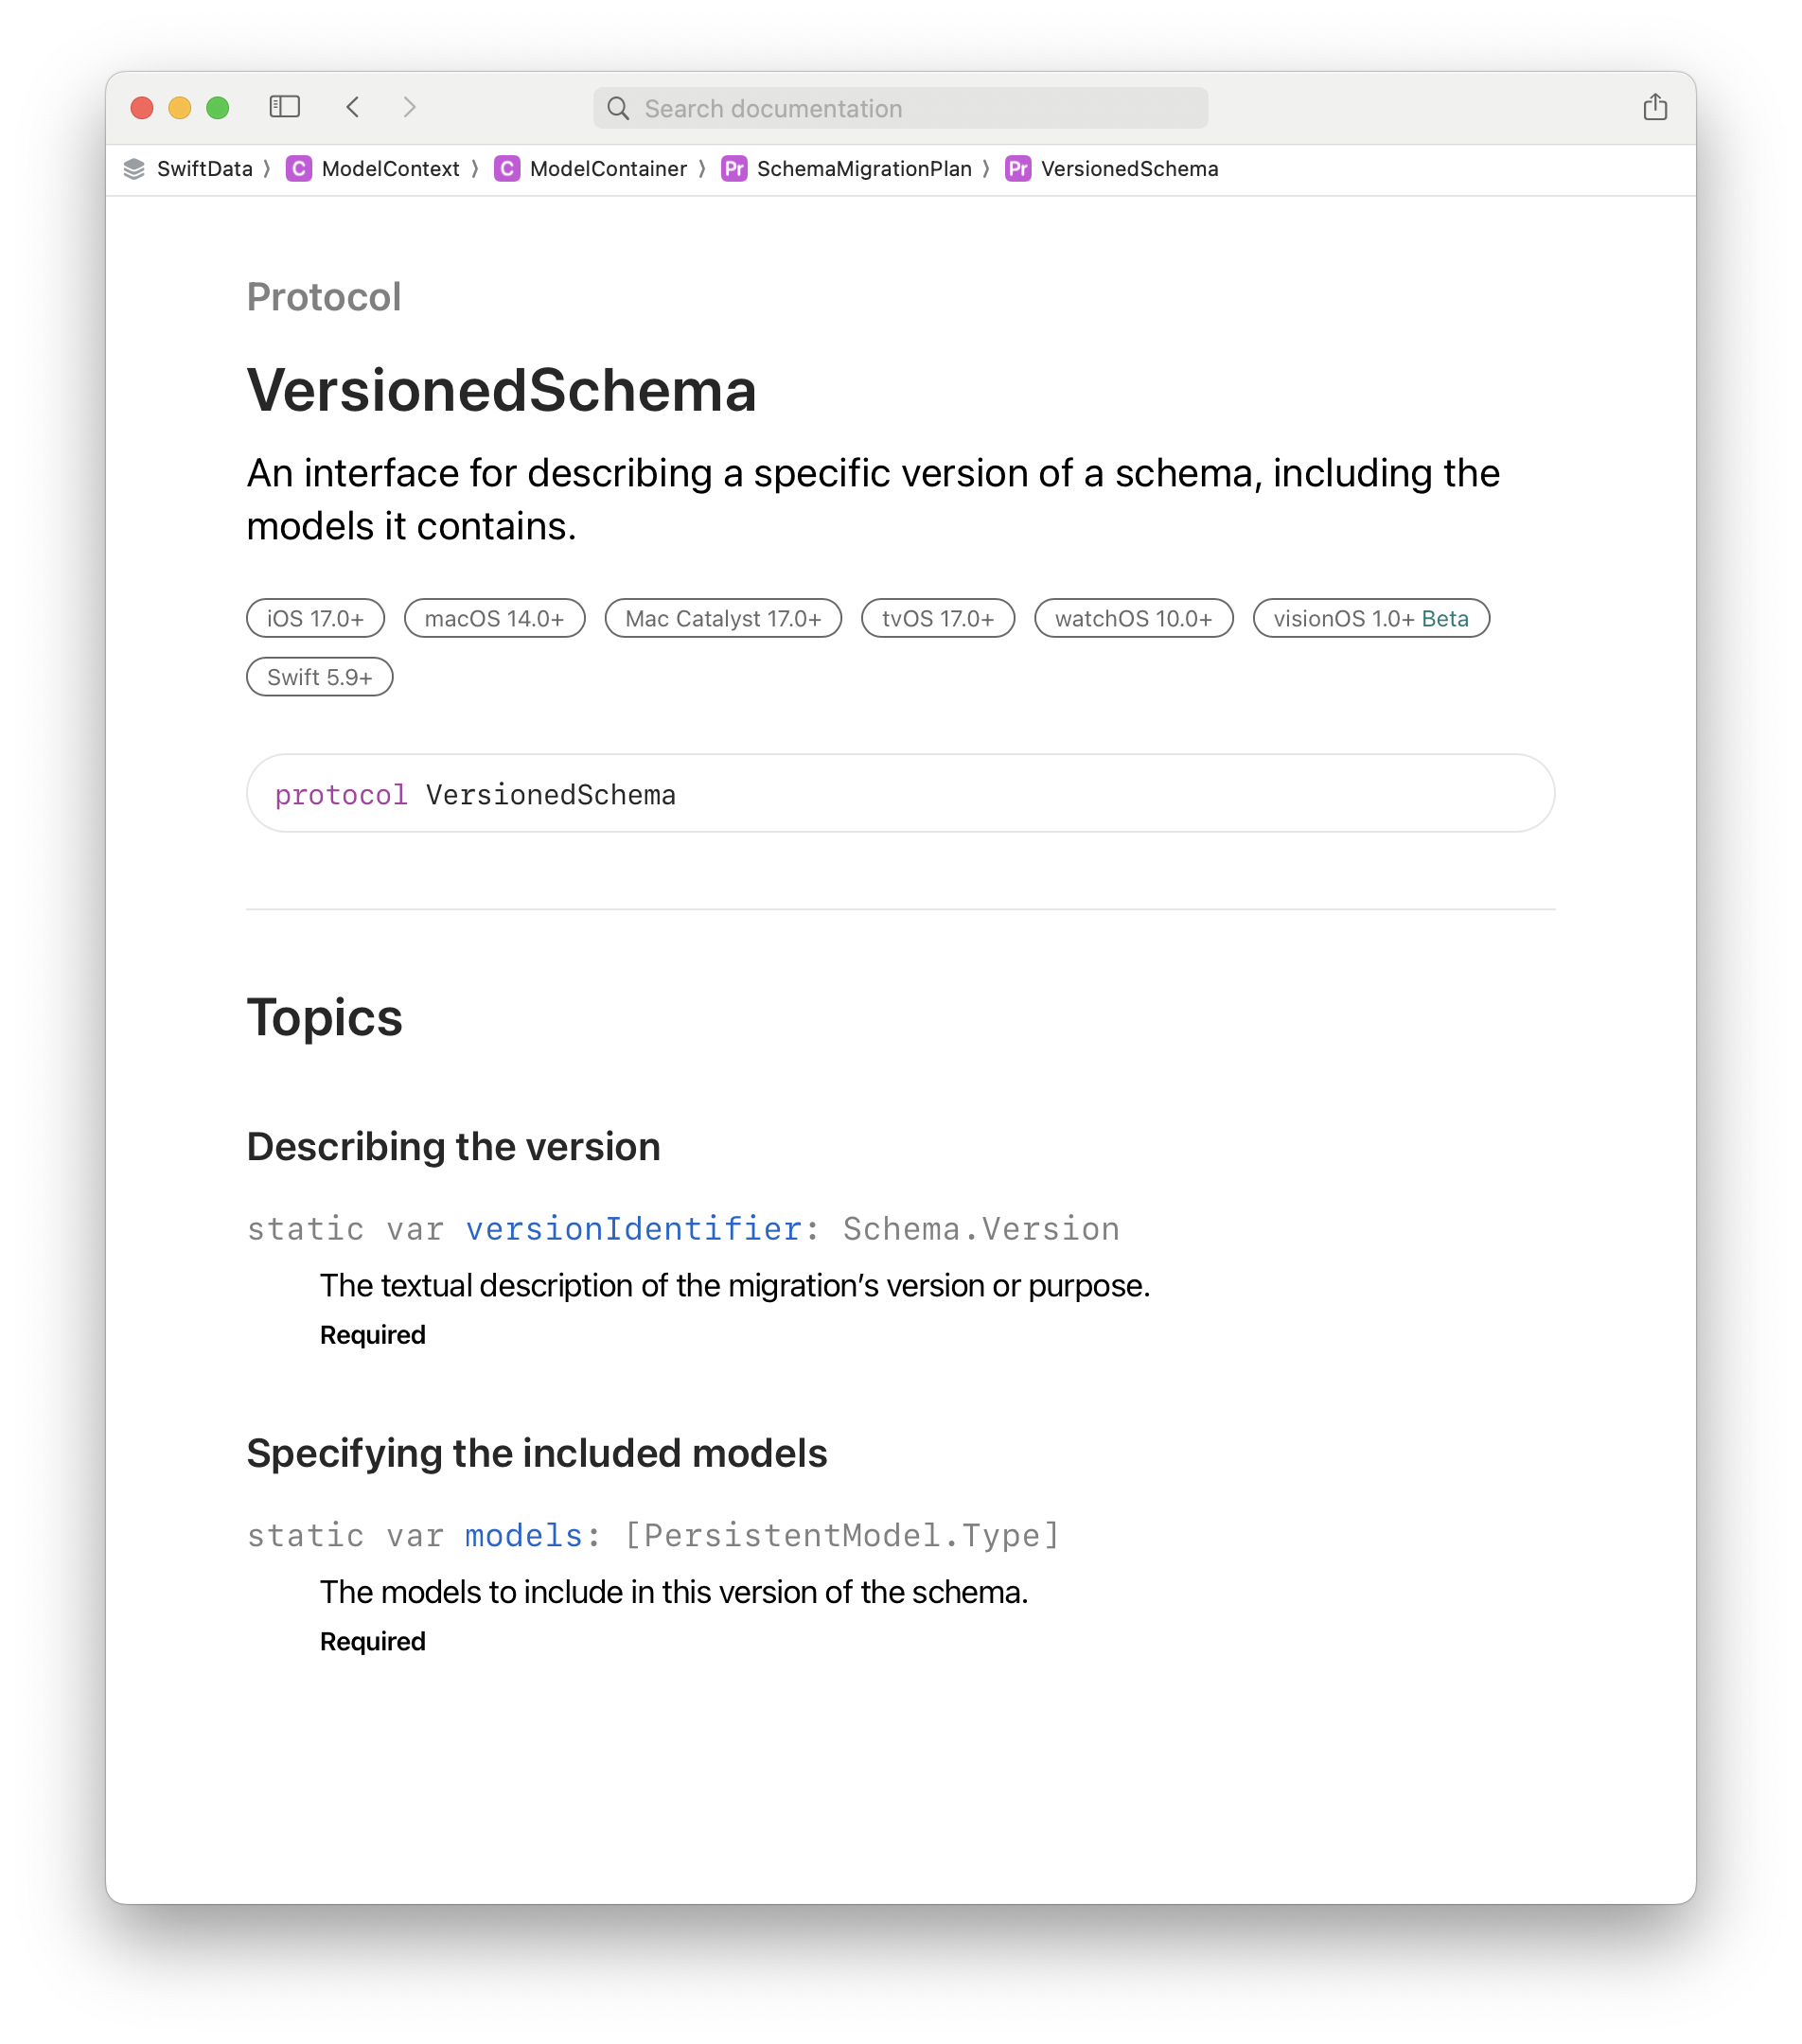 Search documentation
SwiftData ⟩ C ModelContext ⟩ C ModelContainer ⟩ Pr SchemaMigrationPlan ⟩ Pr VersionedSchema
Protocol
VersionedSchema
An interface for describing a specific version of a schema, including the
models it contains.
iOS 17.0+ macOS 14.0+ Mac Catalyst 17.0+ tvOS 17.0+ watchOS 10.0+ visionOS 1.0+ Beta
Swift 5.9+
protocol VersionedSchema
Topics
Describing the version
static var versionIdentifier: Schema.Version
The textual description of the migration’s version or purpose.
Required
Specifying the included models
static var models: [PersistentModel.Type]
The models to include in this version of the schema.
Required